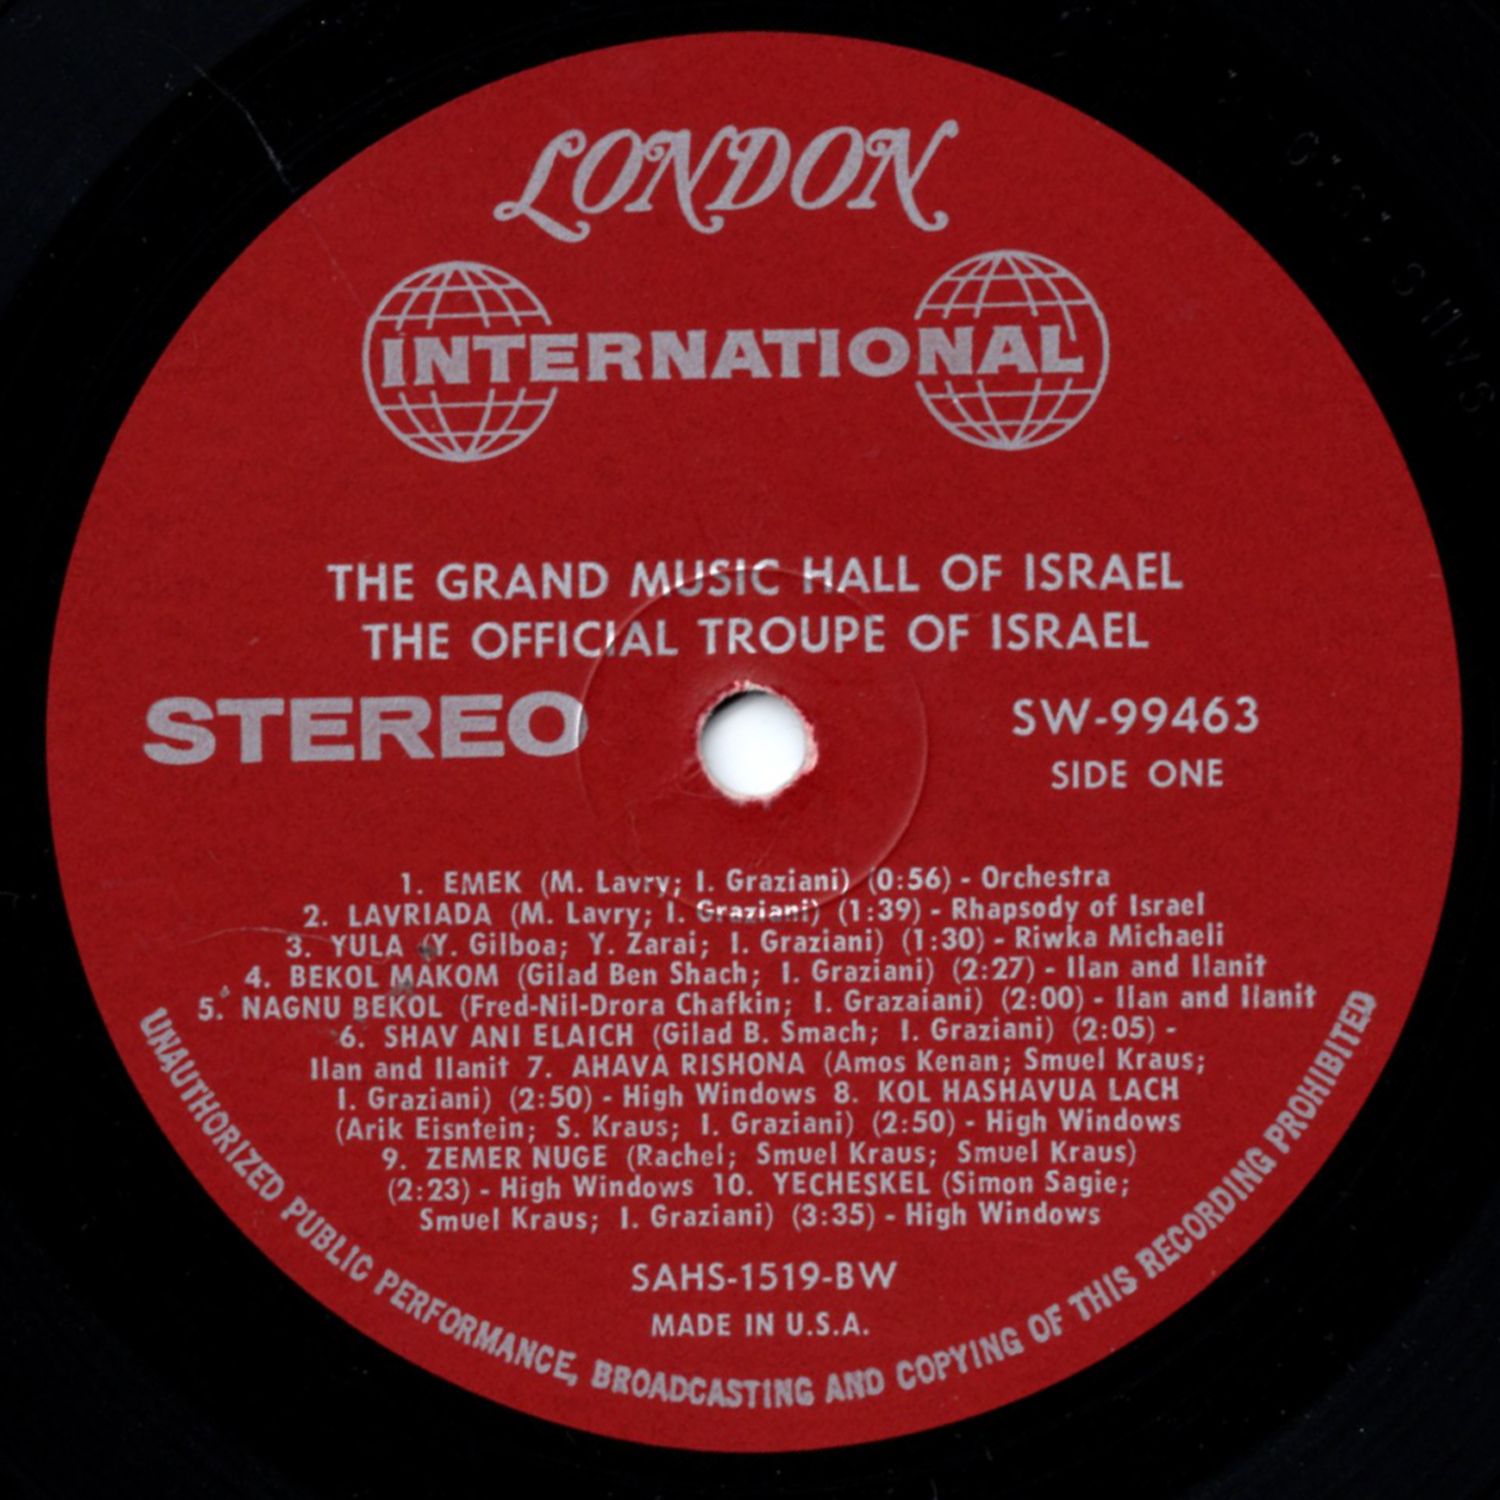 LONDON
INTERNATIONAL
THE GRAND MUSIC HALL OF ISRAEL
THE OFFICIAL TROUPE OF ISRAEL
STEREO
SW-99463
SIDE ONE
1. EMEK (M. Lavry; I. Graziani) (0:56) - Orchestra
2. LAVRIADA (M. Lavry; I. Graziani) (1:39) - Rhapsody of Israel
3. YULA (Y. Gilboa; Y. Zarai; I. Graziani) (1:30) - Riwka Michaeli
4. BEKOL MAKOM (Gilad Ben Shach; I. Graziani) (2:27) - Ilan and Ilanit
5. NAGNU BEKOL (Fred-Nil-Drora Chafkin; I. Grazaiani) (2:00) - Ilan and Ilanit
6. SHAV ANI ELAICH (Gilad B. Smach; I. Graziani) (2:05) -
Ilan and Ilanit 7. AHAVA RISHONA (Amos Kenan; Smuel Kraus;
I. Graziani) (2:50) - High Windows 8. KOL HASHAVUA LACH
(Arik Eisntein; S. Kraus; I. Graziani) (2:50) - High Windows
9. ZEMER NUGE (Rachel; Smuel Kraus; Smuel Kraus)
(2:23) - High Windows 10. YECHESKEL (Simon Sagie;
Smuel Kraus; I. Graziani) (3:35) - High Windows
SAHS-1519-BW
MADE IN U.S.A.
UNAUTHORIZED PUBLIC PERFORMANCE, BROADCASTING AND COPYING OF THIS RECORDING PROHIBITED